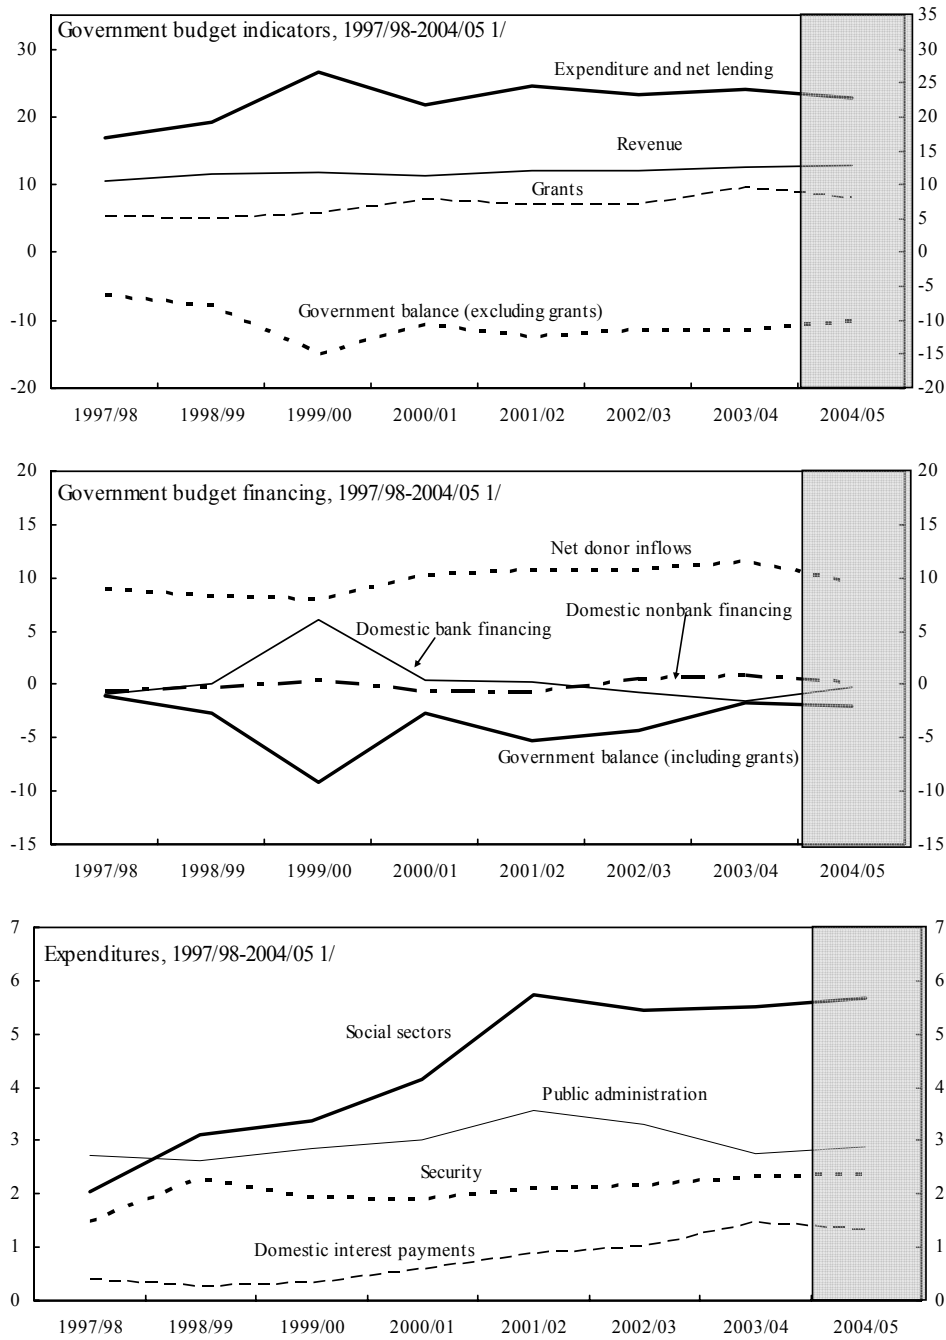 Government budget indicators, 1997/98-2004/05 1/
35
30
30
Expenditure and net lending
25
20
20
Revenue
15
10
Grants
10
5
0
0
-5
Government balance (excluding grants)
-10
-10
-15
-20
-20
1997/98 1998/99 1999/00 2000/01 2001/02 2002/03 2003/04 2004/05
20
20
Government budget financing, 1997/98-2004/05 1/
15
15
Net donor inflows
10
10
Domestic nonbank financing
5
Domestic bank financing
5
0
0
-5
Government balance (including grants)
-5
-10
-10
-15
-15
1997/98 1998/99 1999/00 2000/01 2001/02 2002/03 2003/04 2004/05
7
7
Expenditures, 1997/98-2004/05 1/
6
6
Social sectors
5
5
4
4
Public administration
3
3
Security
2
2
Domestic interest payments
1
1
0
0
1997/98 1998/99 1999/00 2000/01 2001/02 2002/03 2003/04 2004/05